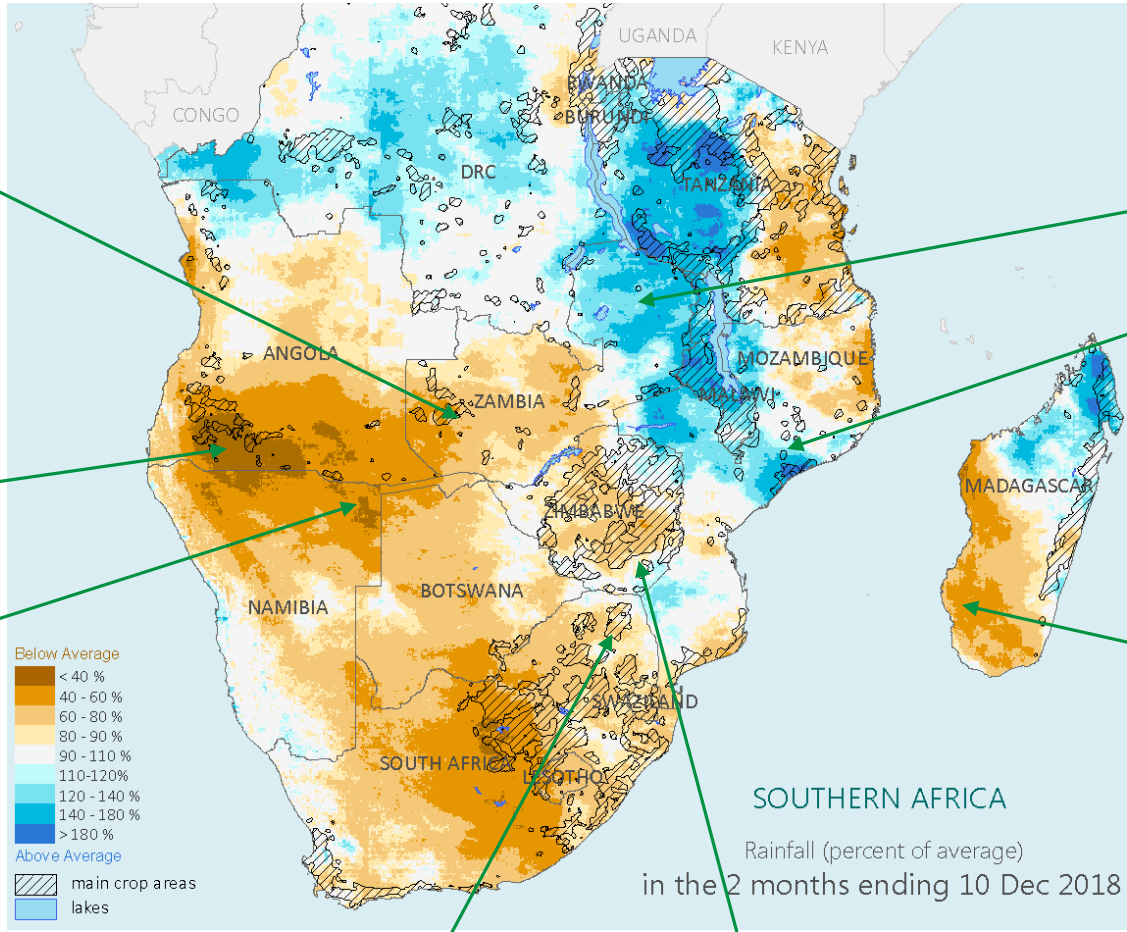 UGANDA
KENYA
RWANDA
BURUNDI
CONGO
DRC
TANZANIA
ANGOLA
ZAMBIA
MOZAMBIQUE
MALAWI
ZIMBABWE
MADAGASCAR
NAMIBIA
BOTSWANA
SWAZILAND
SOUTH AFRICA
LESOTHO
Below Average
< 40 %
40 - 60 %
60 - 80 %
80 - 90 %
90 - 110 %
110-120%
120 - 140 %
140 - 180 %
>180 %
Above Average
main crop areas
lakes
SOUTHERN AFRICA
Rainfall (percent of average)
in the 2 months ending 10 Dec 2018